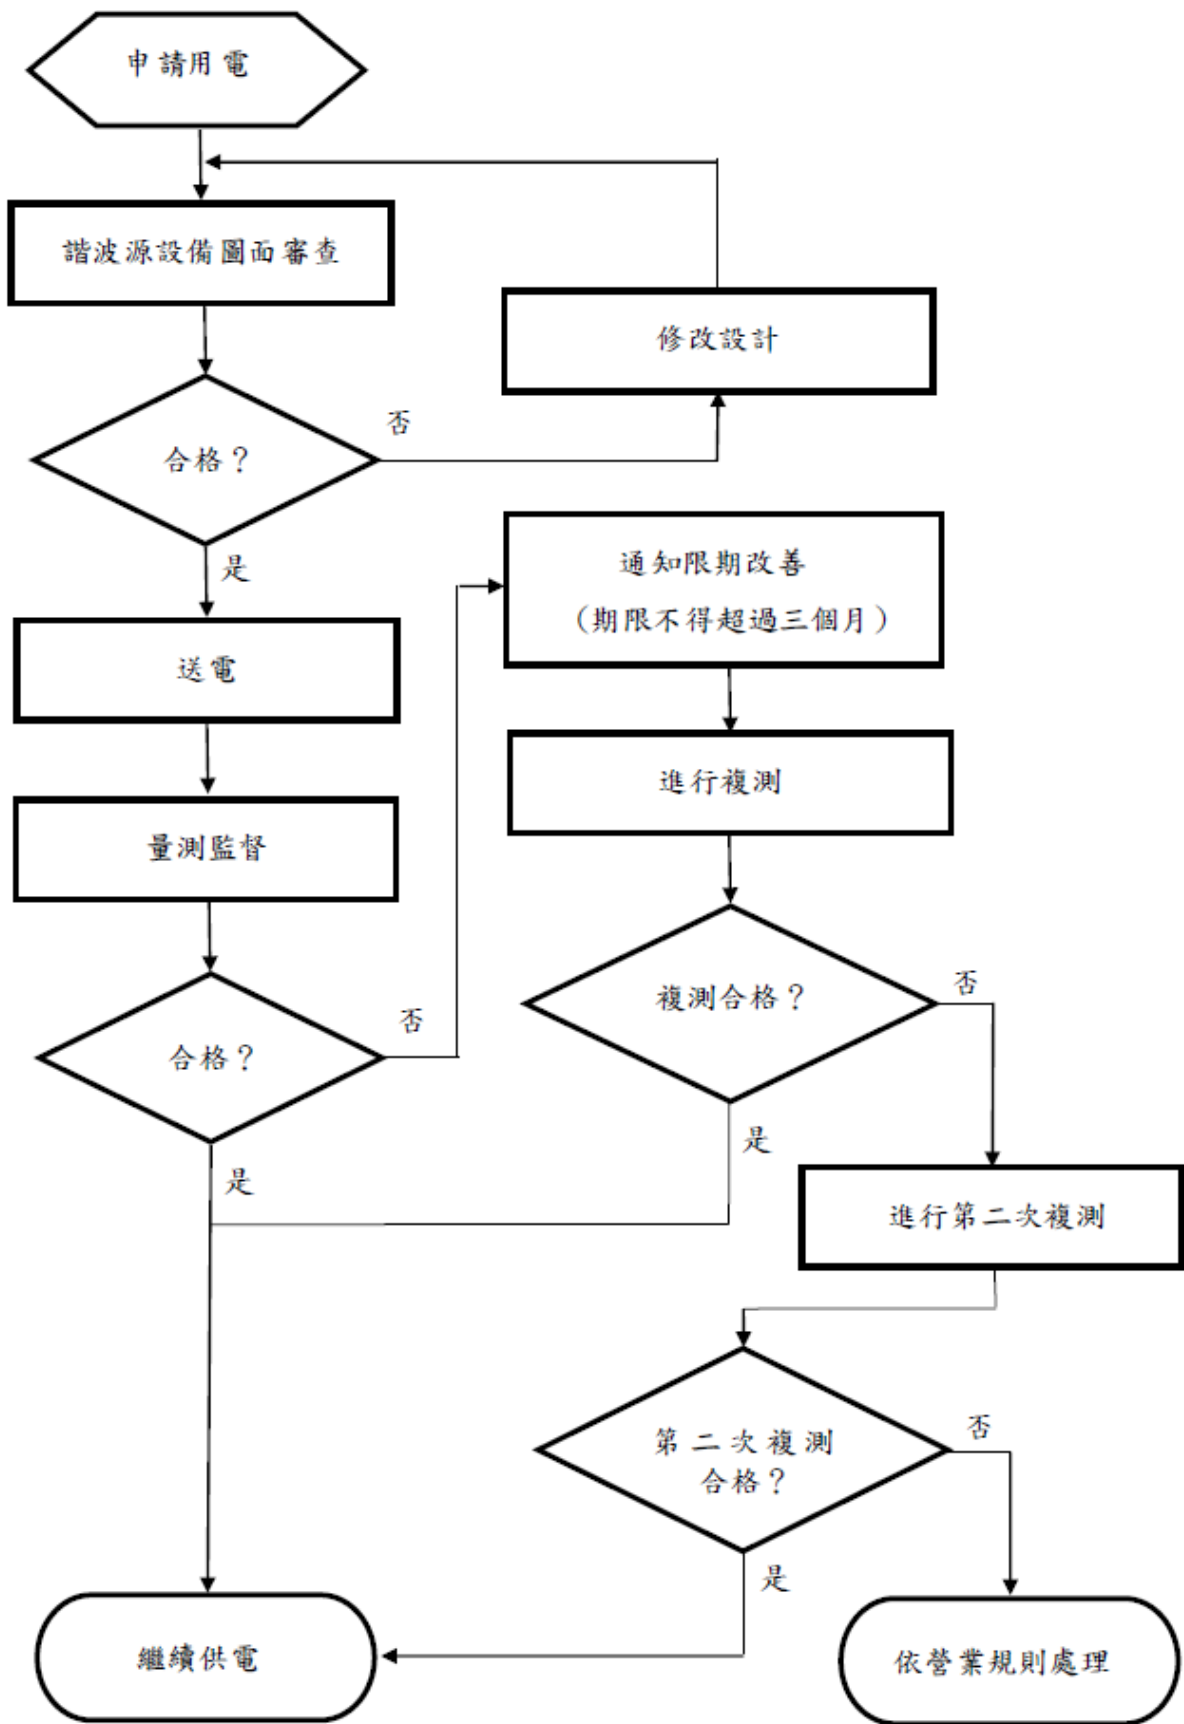 申請用電
諧波源設備圖面審查
修改設計
否
合格？
是
通知限期改善
（期限不得超過三個月）
送電
進行複測
量測監督
複測合格？
否
否
合格？
是
是
進行第二次複測
第二次複測
合格？
否
是
繼續供電
依營業規則處理